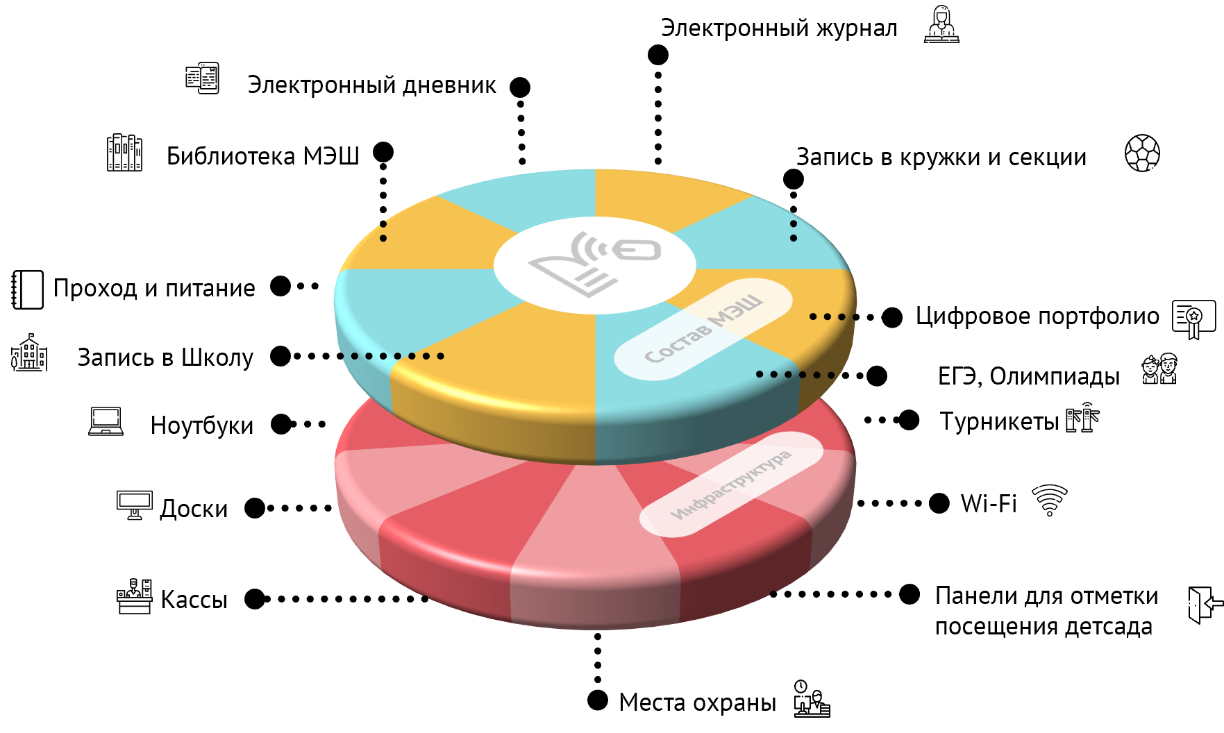 Электронный журнал
Электронный дневник
Библиотека МЭШ
Запись в кружки и секции
Проход и питание
Состав МЭШ
Цифровое портфолио
Запись в Школу
ЕГЭ, Олимпиады
Ноутбуки
Турникеты
Инфраструктура
Доски
Wi-Fi
Кассы
Панели для отметки
посещения детсада
Места охраны